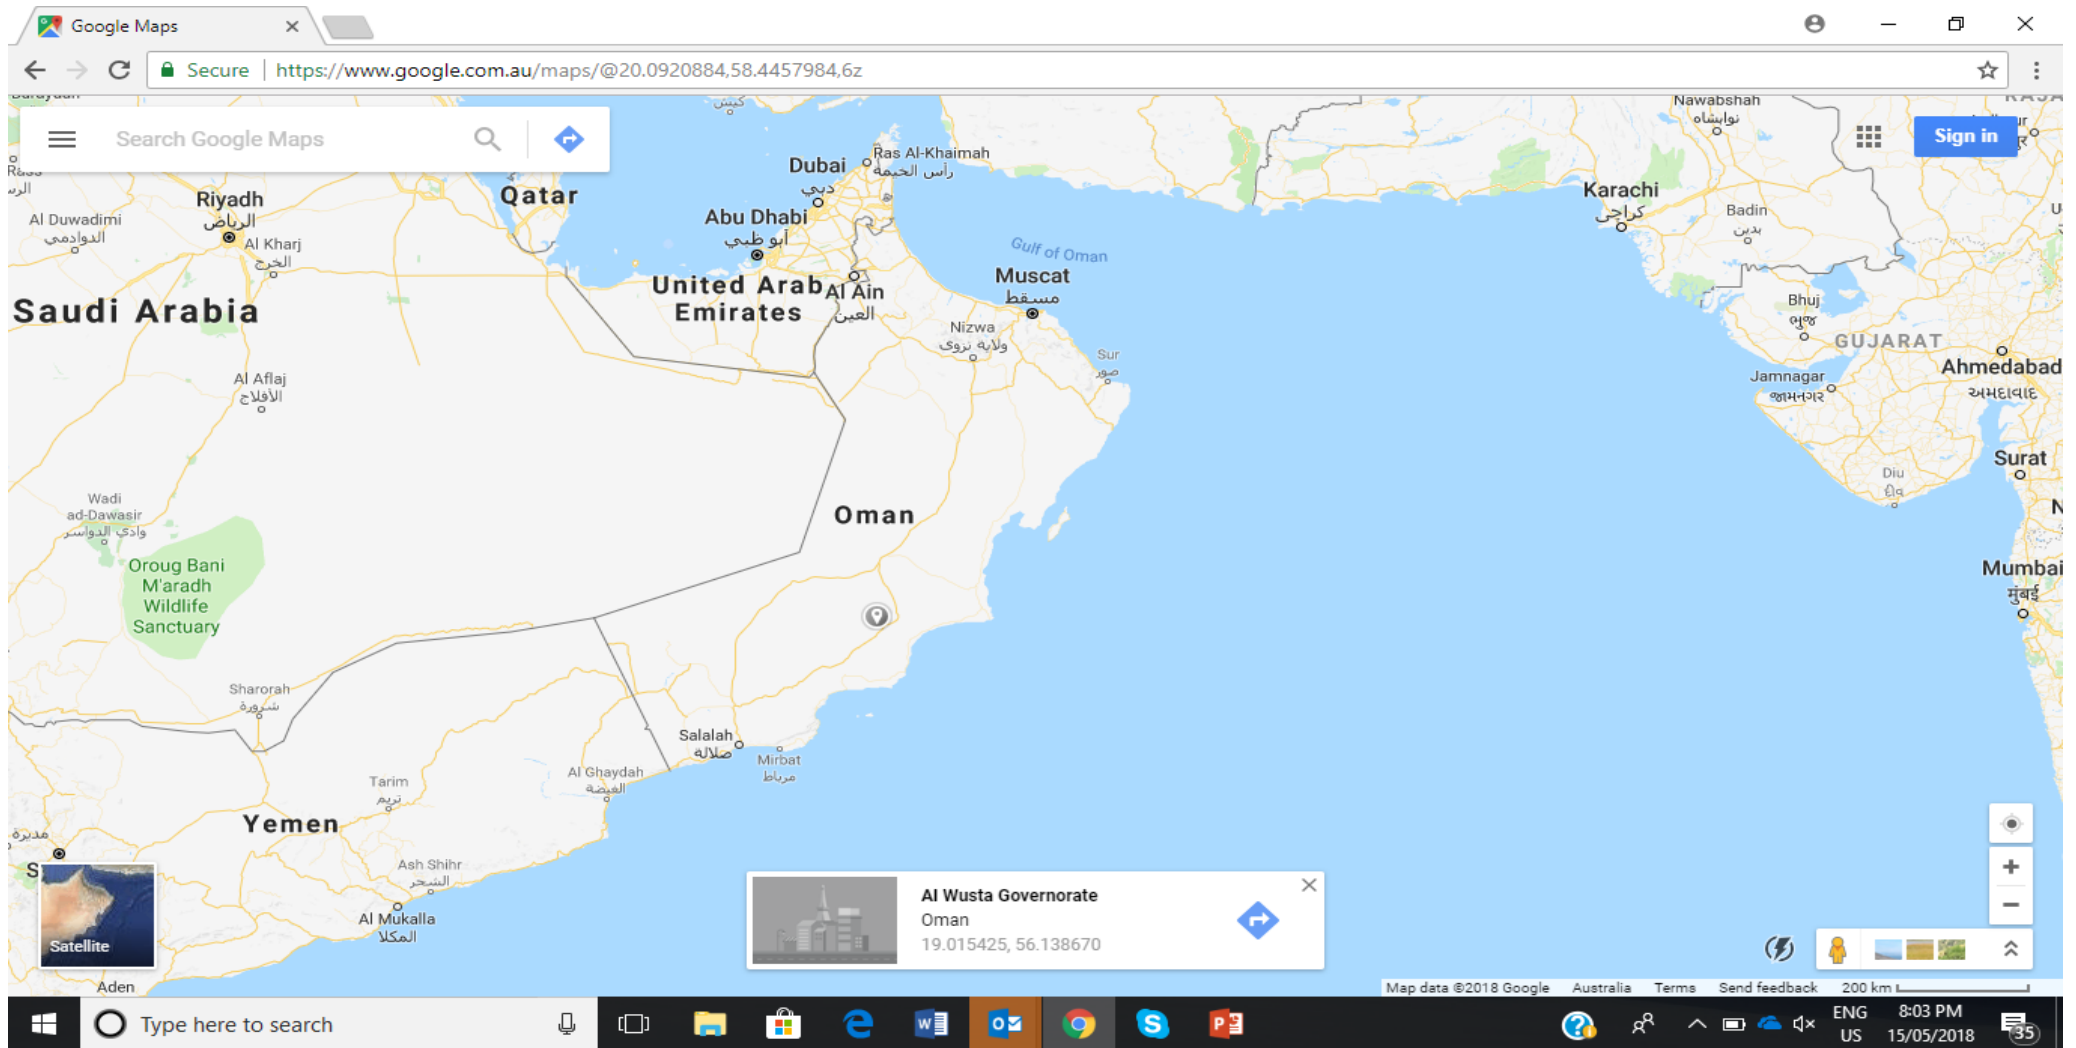 Google Maps
Secure | https://www.google.com.au/maps/@20.0920884,58.4457984,6z
Search Google Maps
Sign in
Nawabshah
نوابشاہ
كيش
Dubai
دبي
Ras Al-Khaimah
رأس الخيمة
Riyadh
الرياض
Qatar
Al Duwadimi
الدوادمي
Al Kharj
الخرج
Abu Dhabi
أبو ظبي
Karachi
کراچی
Badin
بدین
Gulf of Oman
Muscat
مسقط
United Arab
Emirates
Al Ain
العين
Saudi Arabia
Nizwa
ولاية نزوى
Sur
صور
Bhuj
ભુજ
GUJARAT
Ahmedabad
અમદાવાદ
Jamnagar
જામનગર
Al Aflaj
الأفلاج
Surat
Diu
દીવ
Wadi
ad-Dawasir
وادي الدواسر
Oman
Oroug Bani
M'aradh
Wildlife
Sanctuary
Mumbai
मुंबई
Sharorah
شرورة
Salalah
صلالة
Mirbat
مرباط
Al Ghaydah
الغيضة
Tarim
تريم
Yemen
Ash Shihr
الشحر
Al Mukalla
المكلا
Aden
Satellite
Al Wusta Governorate
Oman
19.015425, 56.138670
Map data ©2018 Google Australia Terms Send feedback 200 km
Type here to search
ENG
US
8:03 PM
15/05/2018
35